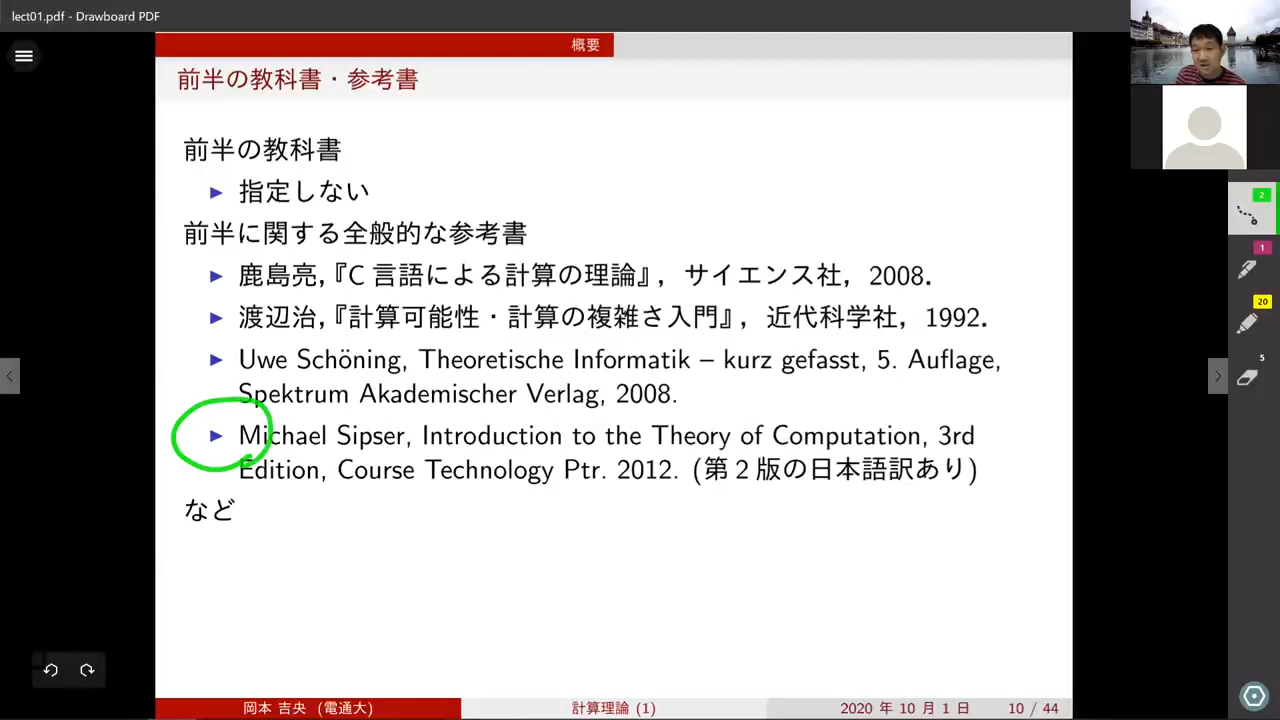 lect01.pdf - Drawboard PDF
概要
前半の教科書・参考書
前半の教科書
▶ 指定しない
前半に関する全般的な参考書
▶ 鹿島亮,『C 言語による計算の理論』, サイエンス社, 2008.
▶ 渡辺治,『計算可能性・計算の複雑さ入門』, 近代科学社, 1992.
▶ Uwe Schöning, Theoretische Informatik – kurz gefasst, 5. Auflage,
Spektrum Akademischer Verlag, 2008.
▶ Michael Sipser, Introduction to the Theory of Computation, 3rd
Edition, Course Technology Ptr. 2012. (第 2 版の日本語訳あり)
など
2
1
20
5
岡本 吉央 (電通大)
計算理論 (1)
2020 年 10 月 1 日 10 / 44